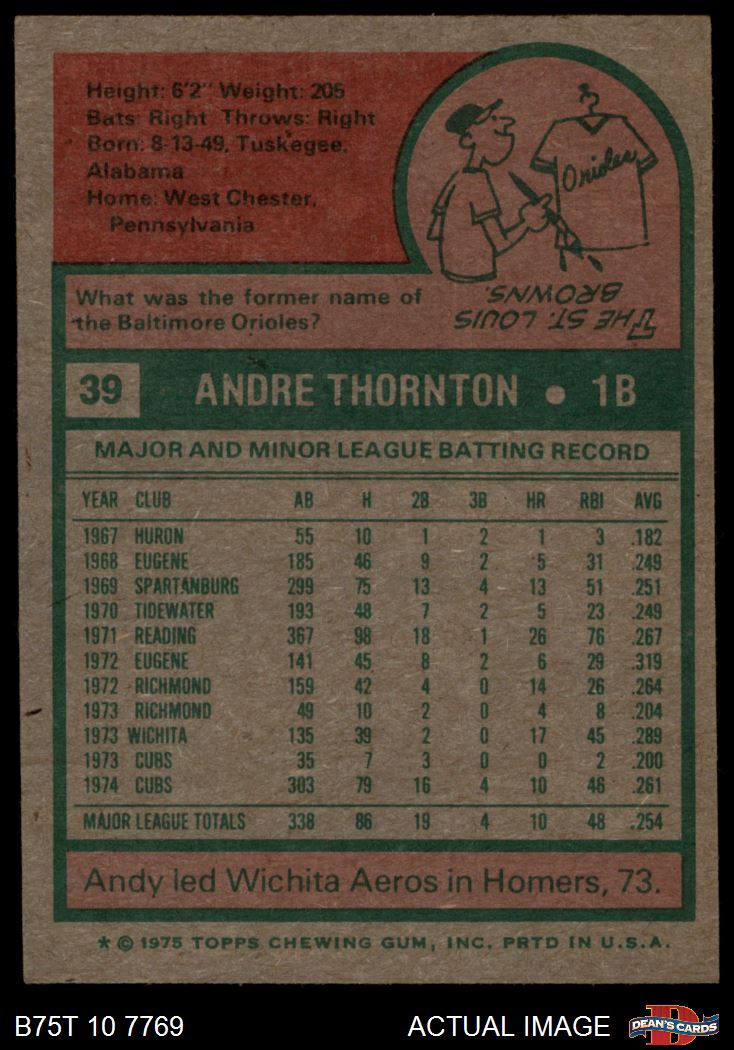 Height: 6'2" Weight: 205
Bats: Right Throws: Right
Born: 8-13-49, Tuskegee,
Alabama
Home: West Chester,
Pennsylvania
Orioles
What was the former name of
the Baltimore Orioles?
THE ST. LOUIS
BROWNS.
39 ANDRE THORNTON • 1B
MAJOR AND MINOR LEAGUE BATTING RECORD
YEAR CLUB AB H 2B 3B HR RBI AVG
1967 HURON 55 10 1 2 1 3 .182
1968 EUGENE 185 46 9 2 5 31 .249
1969 SPARTANBURG 299 75 13 4 13 51 .251
1970 TIDEWATER 193 48 7 2 5 23 .249
1971 READING 367 98 18 1 26 76 .267
1972 EUGENE 141 45 8 2 6 29 .319
1972 RICHMOND 159 42 4 0 14 26 .264
1973 RICHMOND 49 10 2 0 4 8 .204
1973 WICHITA 135 39 2 0 17 45 .289
1973 CUBS 35 7 3 0 0 2 .200
1974 CUBS 303 79 16 4 10 46 .261
MAJOR LEAGUE TOTALS 338 86 19 4 10 48 .254
Andy led Wichita Aeros in Homers, 73.
* © 1975 TOPPS CHEWING GUM, INC. PRTD IN U.S.A.
B75T 10 7769 ACTUAL IMAGE D DEAN'S CARDS